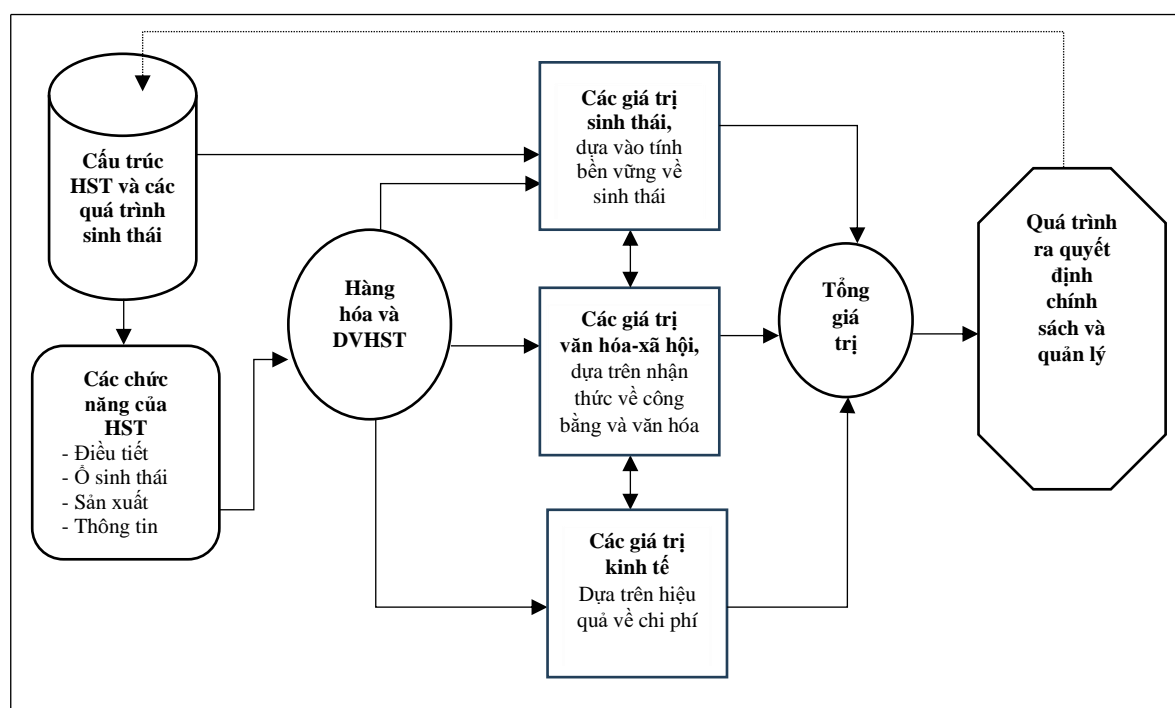 Cấu trúc
HST và các
quá trình
sinh thái
Các chức
năng của
HST
- Điều tiết
- Ổ sinh thái
- Sản xuất
- Thông tin
Hàng
hóa và
DVHST
Các giá trị
sinh thái,
dựa vào tính
bền vững về
sinh thái
Các giá trị
văn hóa-xã hội,
dựa trên nhận
thức về công
bằng và văn hóa
Các giá trị
kinh tế
Dựa trên hiệu
quả về chi phí
Tổng
giá
trị
Quá trình
ra quyết
định
chính
sách và
quản lý